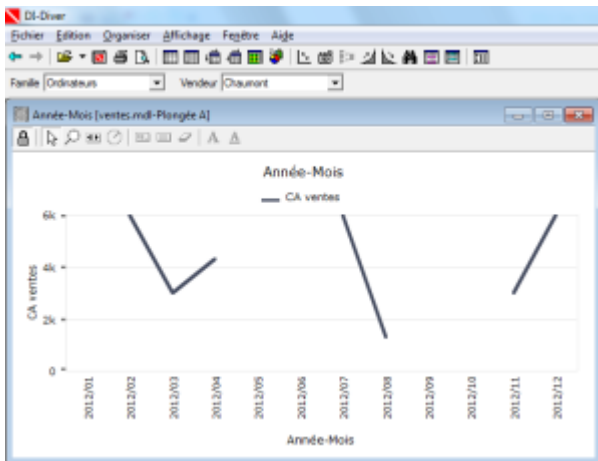 DI-Diver
Fichier Edition Organiser Affichage Fenêtre Aide
Famille Ordinateurs Vendeur Chaumont
Année-Mois [ventes.mdl-Plongée A]
A A
Année-Mois
CA ventes
6k
4k
2k
0
CA ventes
2012/01 2012/02 2012/03 2012/04 2012/05 2012/06 2012/07 2012/08 2012/09 2012/10 2012/11 2012/12
Année-Mois